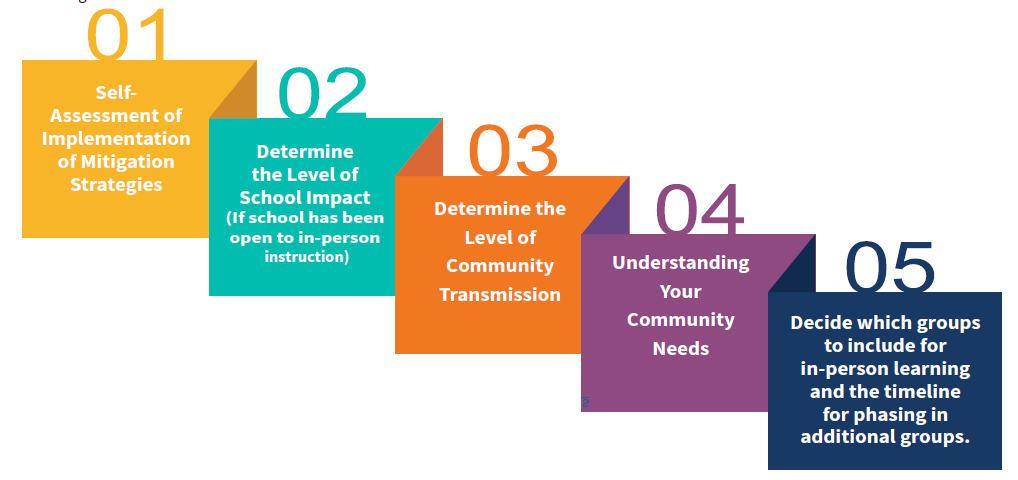 01
Self-
Assessment of
Implementation
of Mitigation
Strategies
02
Determine
the Level of
School Impact
(If school has been
open to in-person
instruction)
03
Determine the
Level of
Community
Transmission
04
Understanding
Your
Community
Needs
05
Decide which groups
to include for
in-person learning
and the timeline
for phasing in
additional groups.